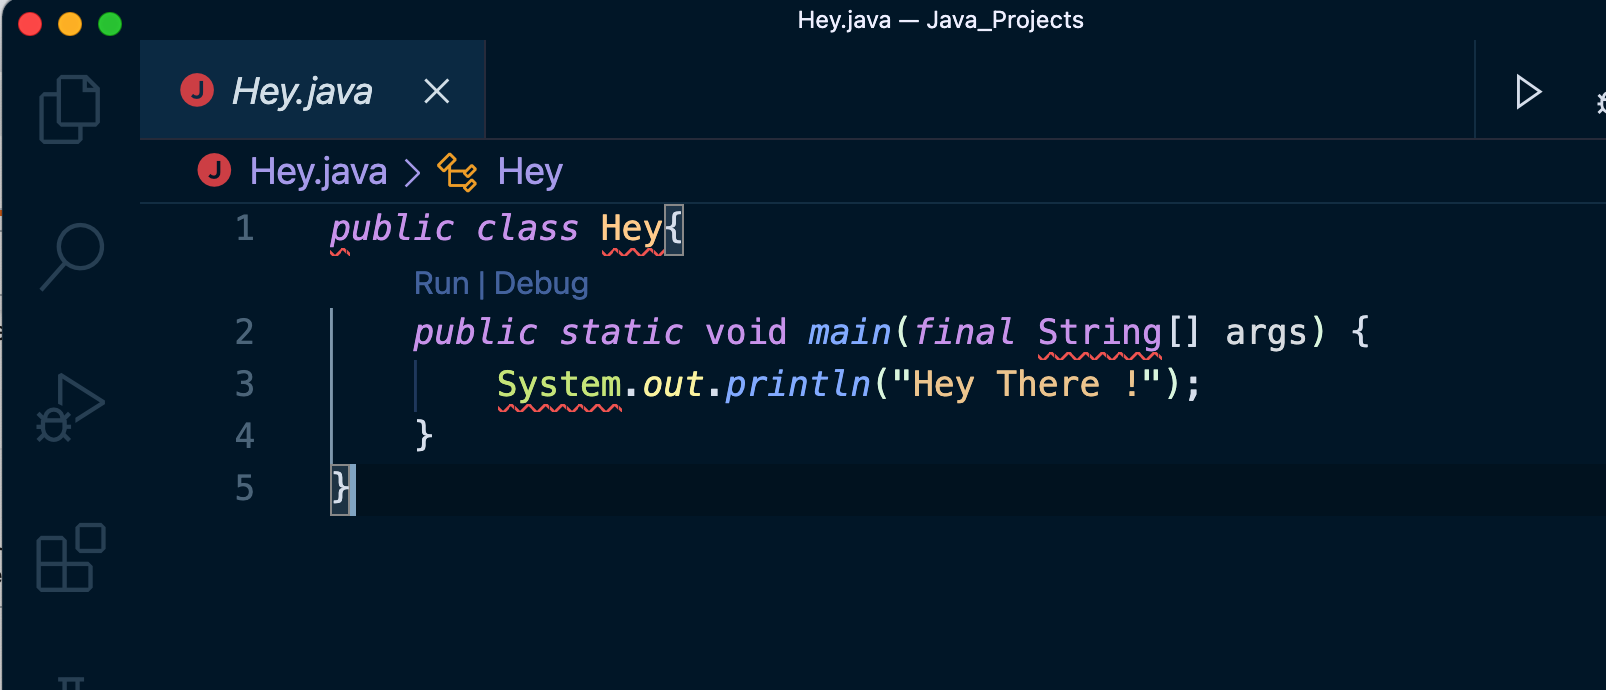 Hey.java — Java_Projects
J Hey.java
J Hey.java > Hey
1 public class Hey{
Run | Debug
2 public static void main(final String[] args) {
3 System.out.println("Hey There !");
4 }
5 }